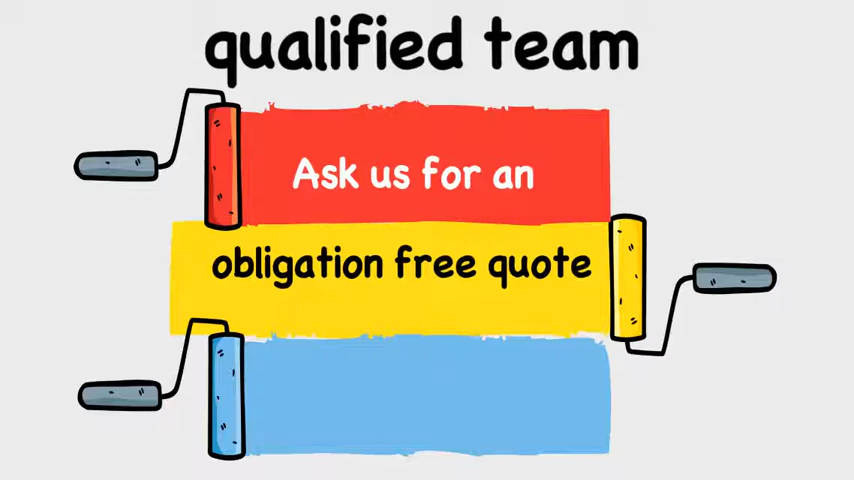 qualified team
Ask us for an
obligation free quote